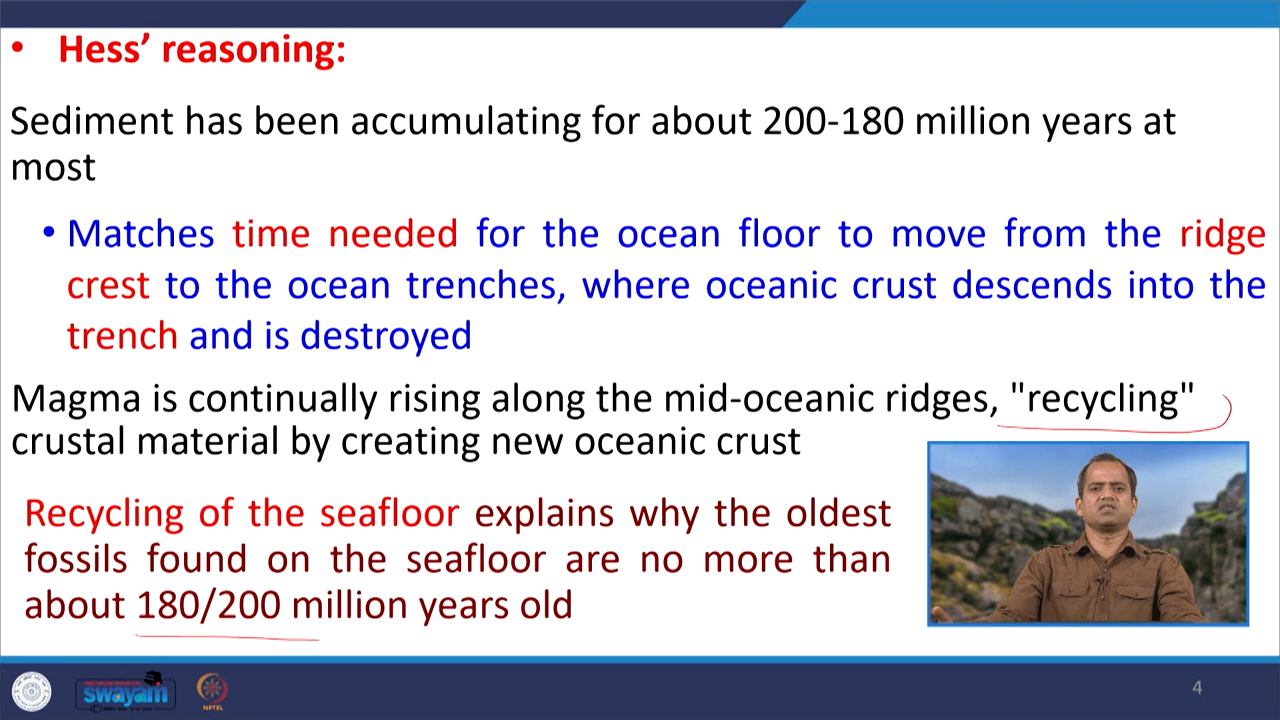 • Hess’ reasoning:
Sediment has been accumulating for about 200-180 million years at
most
• Matches time needed for the ocean floor to move from the ridge
crest to the ocean trenches, where oceanic crust descends into the
trench and is destroyed
Magma is continually rising along the mid-oceanic ridges, "recycling"
crustal material by creating new oceanic crust
Recycling of the seafloor explains why the oldest
fossils found on the seafloor are no more than
about 180/200 million years old
swayam
NPTEL
4